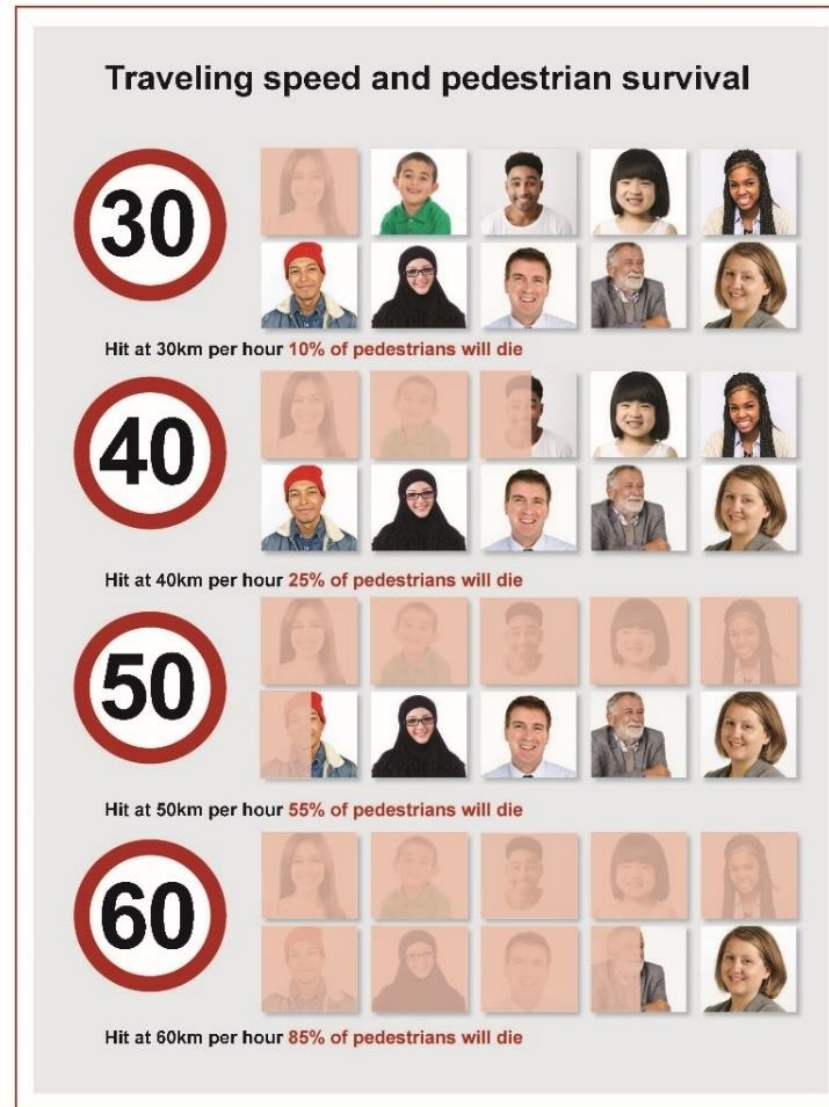 Traveling speed and pedestrian survival
30
Hit at 30km per hour 10% of pedestrians will die
40
Hit at 40km per hour 25% of pedestrians will die
50
Hit at 50km per hour 55% of pedestrians will die
60
Hit at 60km per hour 85% of pedestrians will die